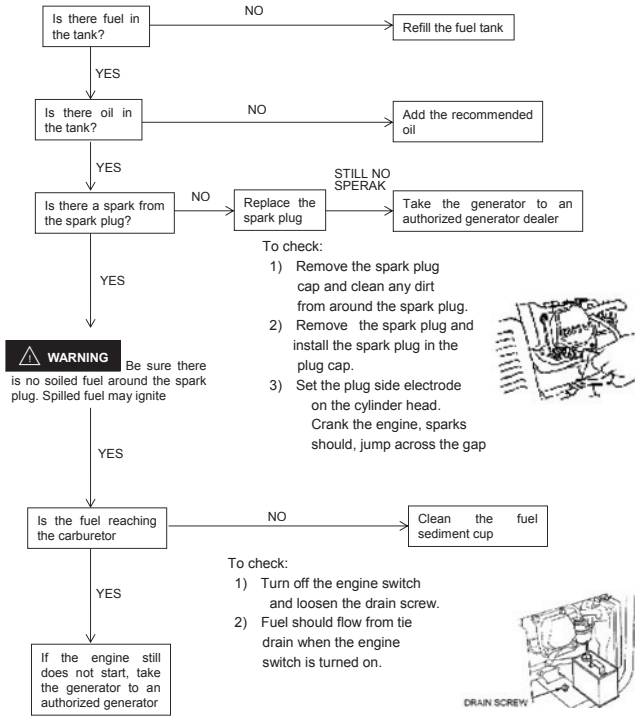 Is there fuel in
the tank?
NO
Refill the fuel tank
YES
Is there oil in
the tank?
NO
Add the recommended
oil
YES
Is there a spark from
the spark plug?
NO
Replace the
spark plug
STILL NO
SPERAK
Take the generator to an
authorized generator dealer
YES
To check:
1) Remove the spark plug
cap and clean any dirt
from around the spark plug.
2) Remove the spark plug and
install the spark plug in the
plug cap.
3) Set the plug side electrode
on the cylinder head.
Crank the engine, sparks
should, jump across the gap
WARNING Be sure there
is no soiled fuel around the spark
plug. Spilled fuel may ignite
YES
Is the fuel reaching
the carburetor
NO
Clean the fuel
sediment cup
YES
To check:
1) Turn off the engine switch
and loosen the drain screw.
2) Fuel should flow from tie
drain when the engine
switch is turned on.
If the engine still
does not start, take
the generator to an
authorized generator
DRAIN SCREW